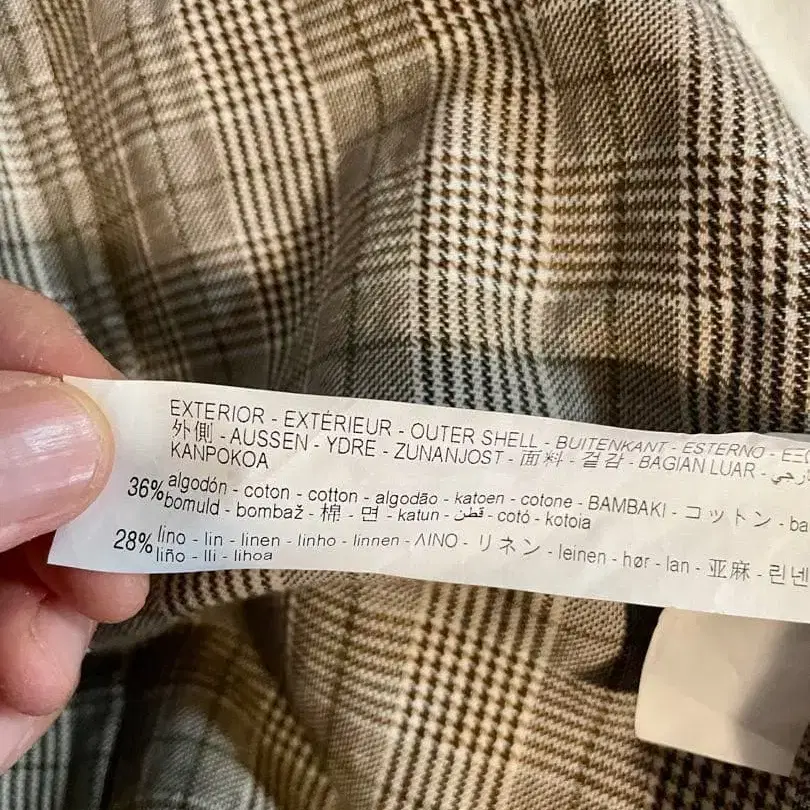 EXTERIOR - EXTÉRIEUR - OUTER SHELL - BUITENKANT - ESTERNO -
外側 - AUSSEN - YDRE - ZUNANJOST - 面料 - 겉감 - BAGIAN LUAR -
KANPOKOA
36% algodón - coton - cotton - algodão - katoen - cotone - BAMBAKI - コットン - ba
bomuld - bombaž - 棉 - 면 - katun - قطن - cotó - kotoia
28% lino - lin - linen - linho - linnen - ΛΙΝΟ - リネン - leinen - hør - lan - 亚麻 - 린넨
liño - lli - lihoa